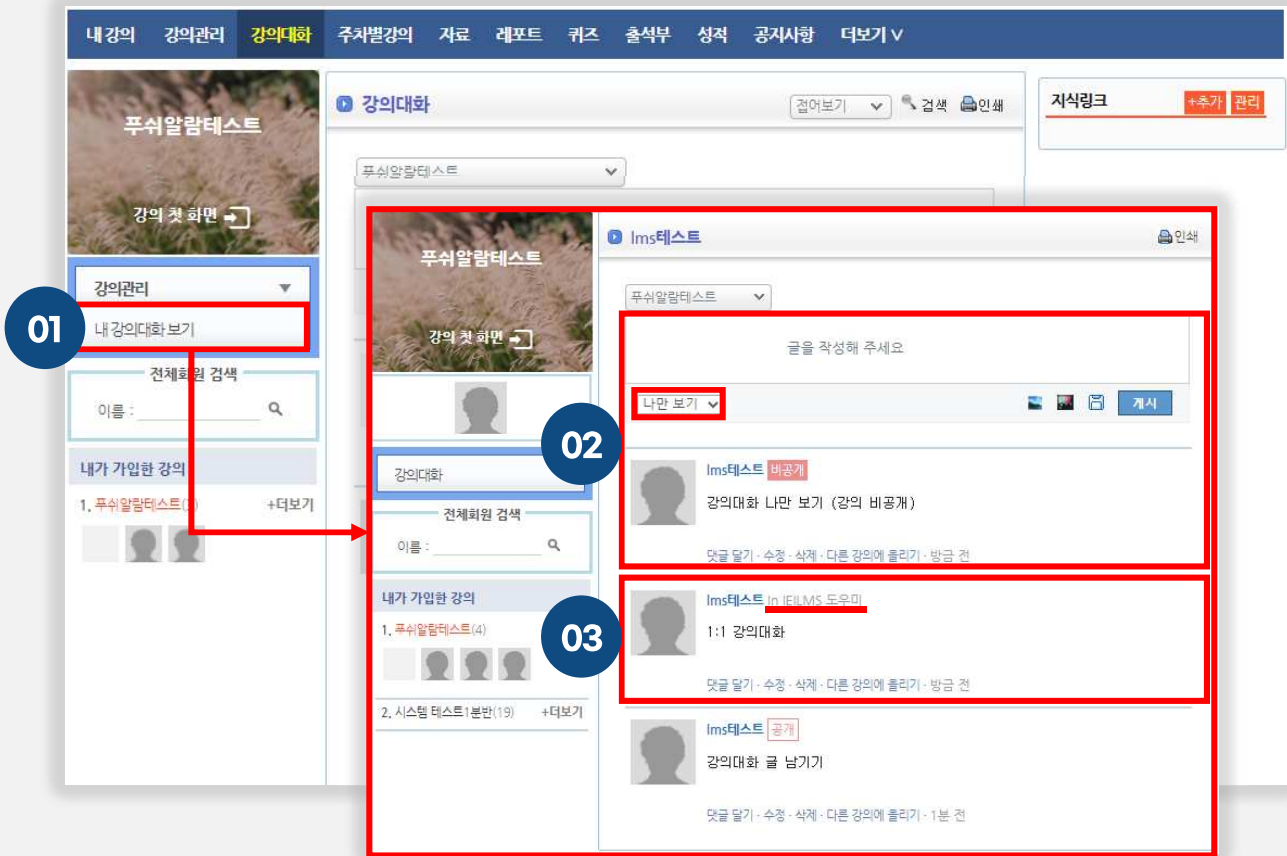 내 강의 강의관리 강의대화 주차별강의 자료 레포트 퀴즈 출석부 성적 공지사항 더보기 ∨
푸쉬알람테스트
강의 첫 화면
강의관리 ▼
01
내 강의대화 보기
전체회원 검색
이름 :
내가 가입한 강의
1. 푸쉬알람테스트 +더보기
강의대화 접어보기 검색 인쇄
푸쉬알람테스트
지식링크 +추가 관리
푸쉬알람테스트
강의 첫 화면
02
강의대화
전체회원 검색
이름 :
내가 가입한 강의
1. 푸쉬알람테스트(4)
03
2. 시스템 테스트1분반(19) +더보기
lms테스트 인쇄
푸쉬알람테스트
글을 작성해 주세요
나만 보기 게시
lms테스트 비공개
강의대화 나만 보기 (강의 비공개)
댓글 달기 · 수정 · 삭제 · 다른 강의에 올리기 · 방금 전
lms테스트 In IEILMS 도우미
1:1 강의대화
댓글 달기 · 수정 · 삭제 · 다른 강의에 올리기 · 방금 전
lms테스트 공개
강의대화 글 남기기
댓글 달기 · 수정 · 삭제 · 다른 강의에 올리기 · 1분 전